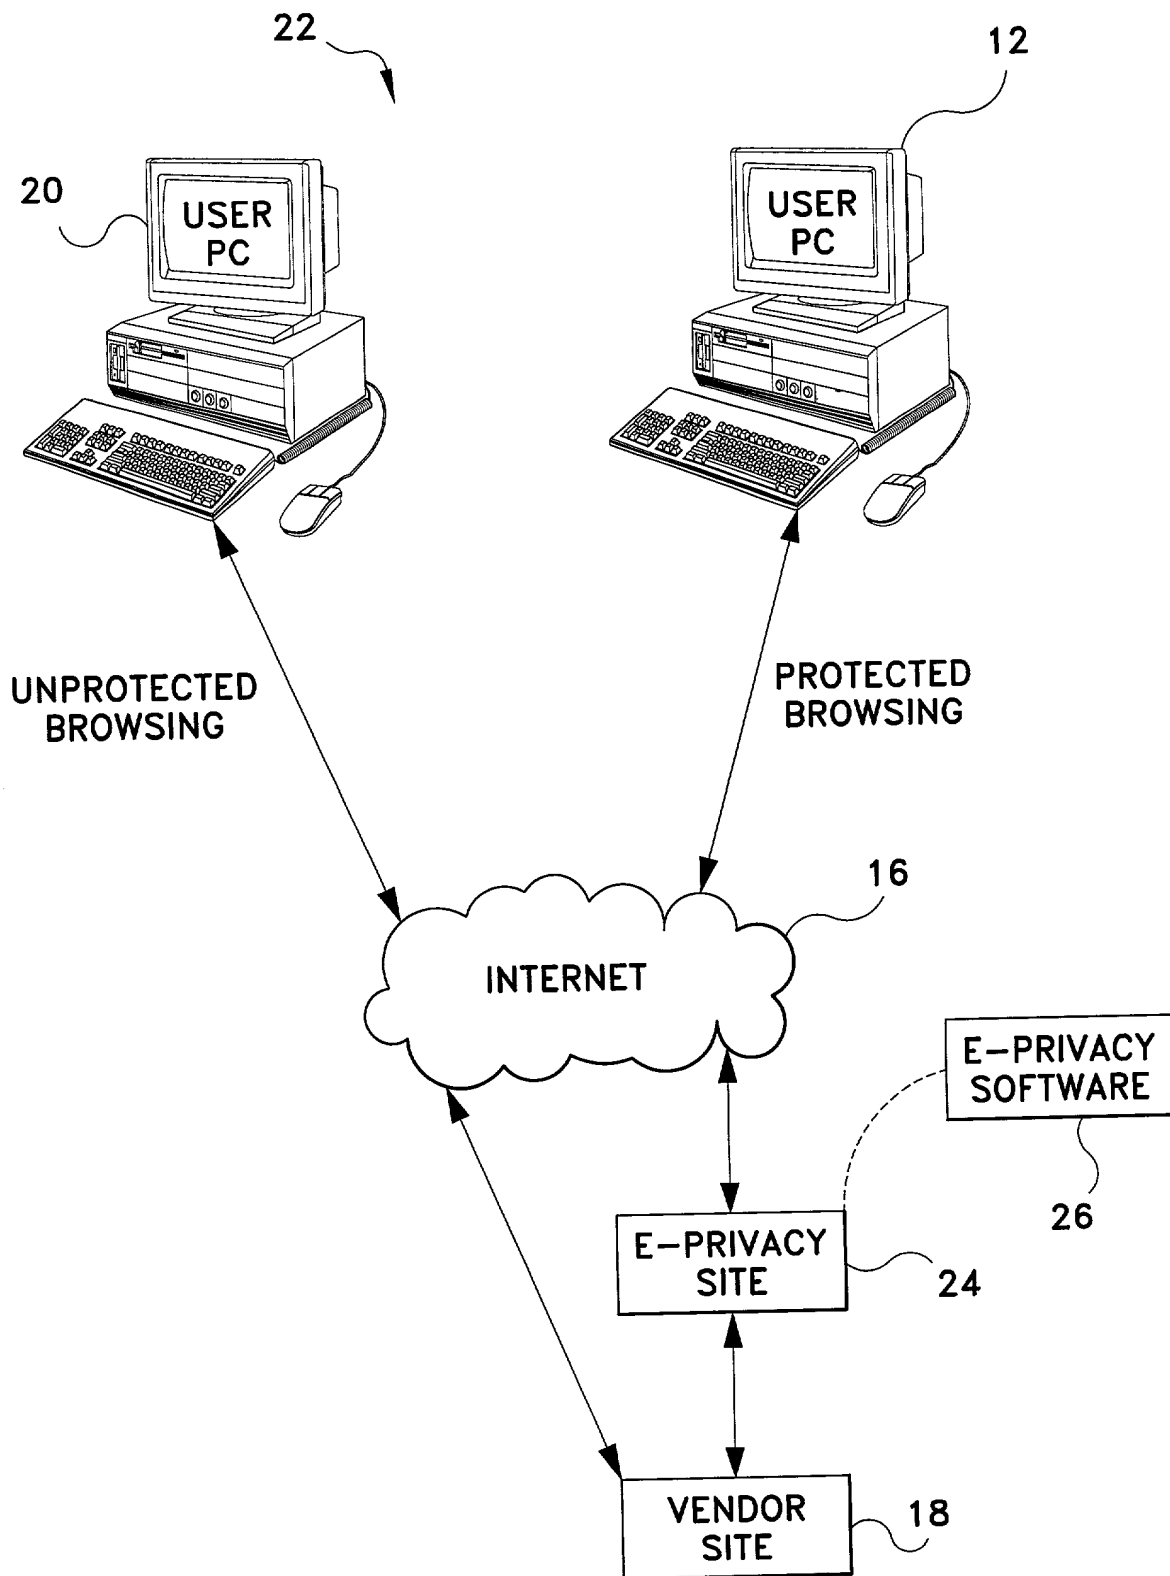 22
12
20
USER
PC
USER
PC
UNPROTECTED
BROWSING
PROTECTED
BROWSING
16
INTERNET
E-PRIVACY
SOFTWARE
26
E-PRIVACY
SITE
24
VENDOR
SITE
18